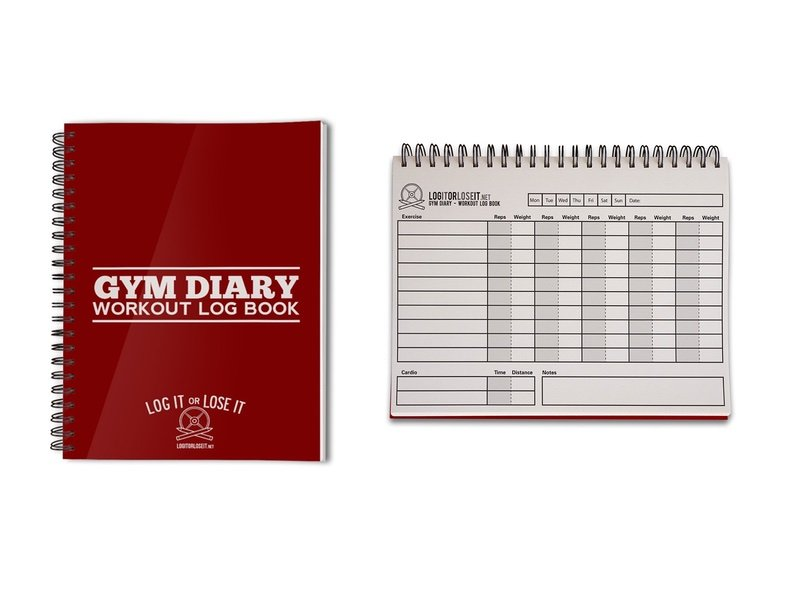 GYM DIARY
WORKOUT LOG BOOK
LOG IT OR LOSE IT
LOGITORLOSEIT.NET
LOGITORLOSEIT.NET
GYM DIARY - WORKOUT LOG BOOK
Mon Tue Wed Thu Fri Sat Sun Date:
Exercise Reps Weight Reps Weight Reps Weight Reps Weight Reps Weight
Cardio Time Distance Notes